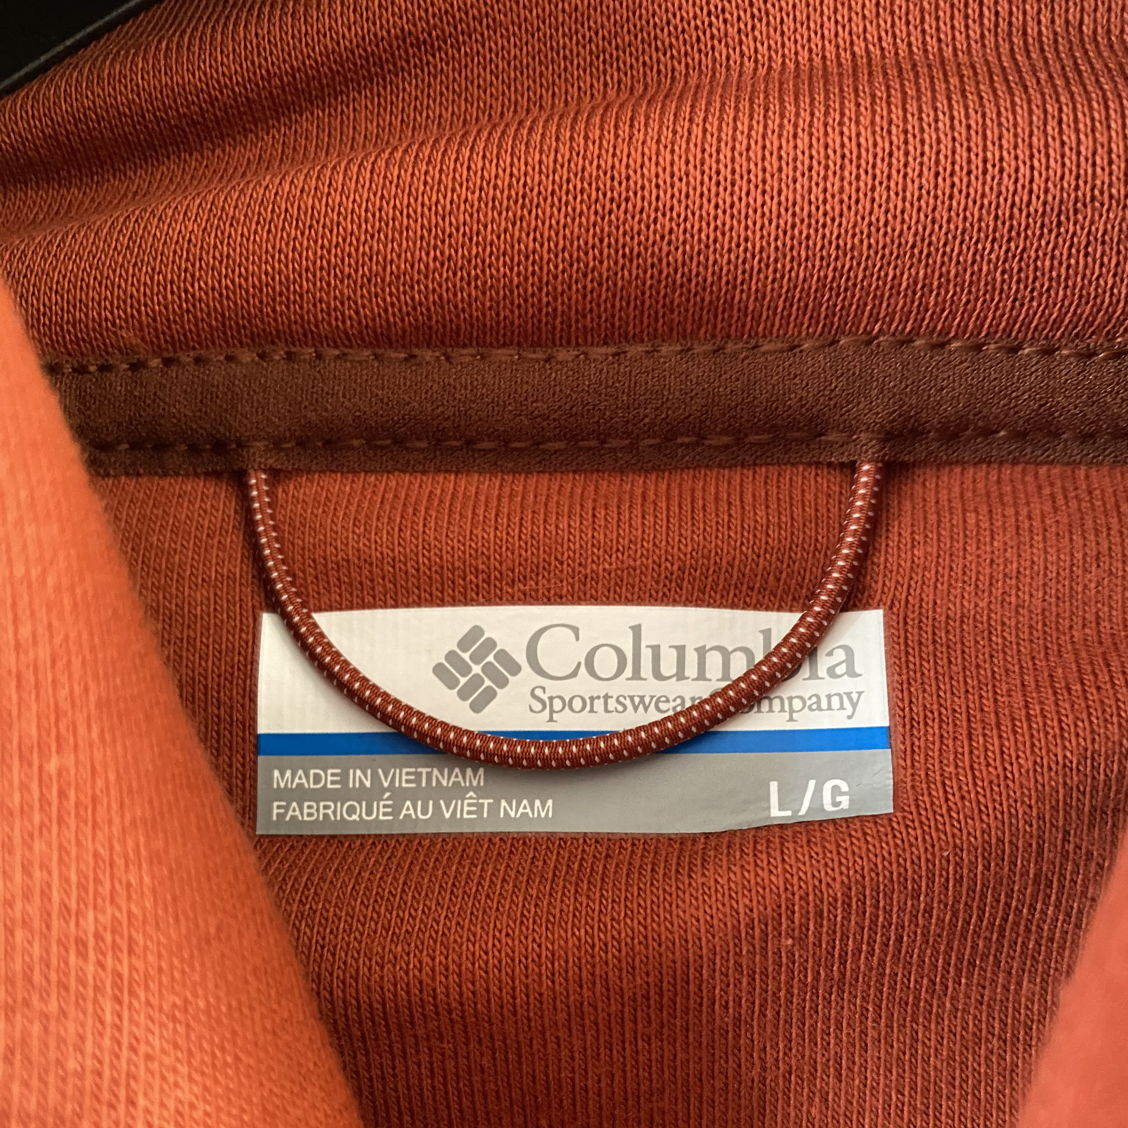 Columbia
Sportswear Company
MADE IN VIETNAM
FABRIQUÉ AU VIÊT NAM
L/G